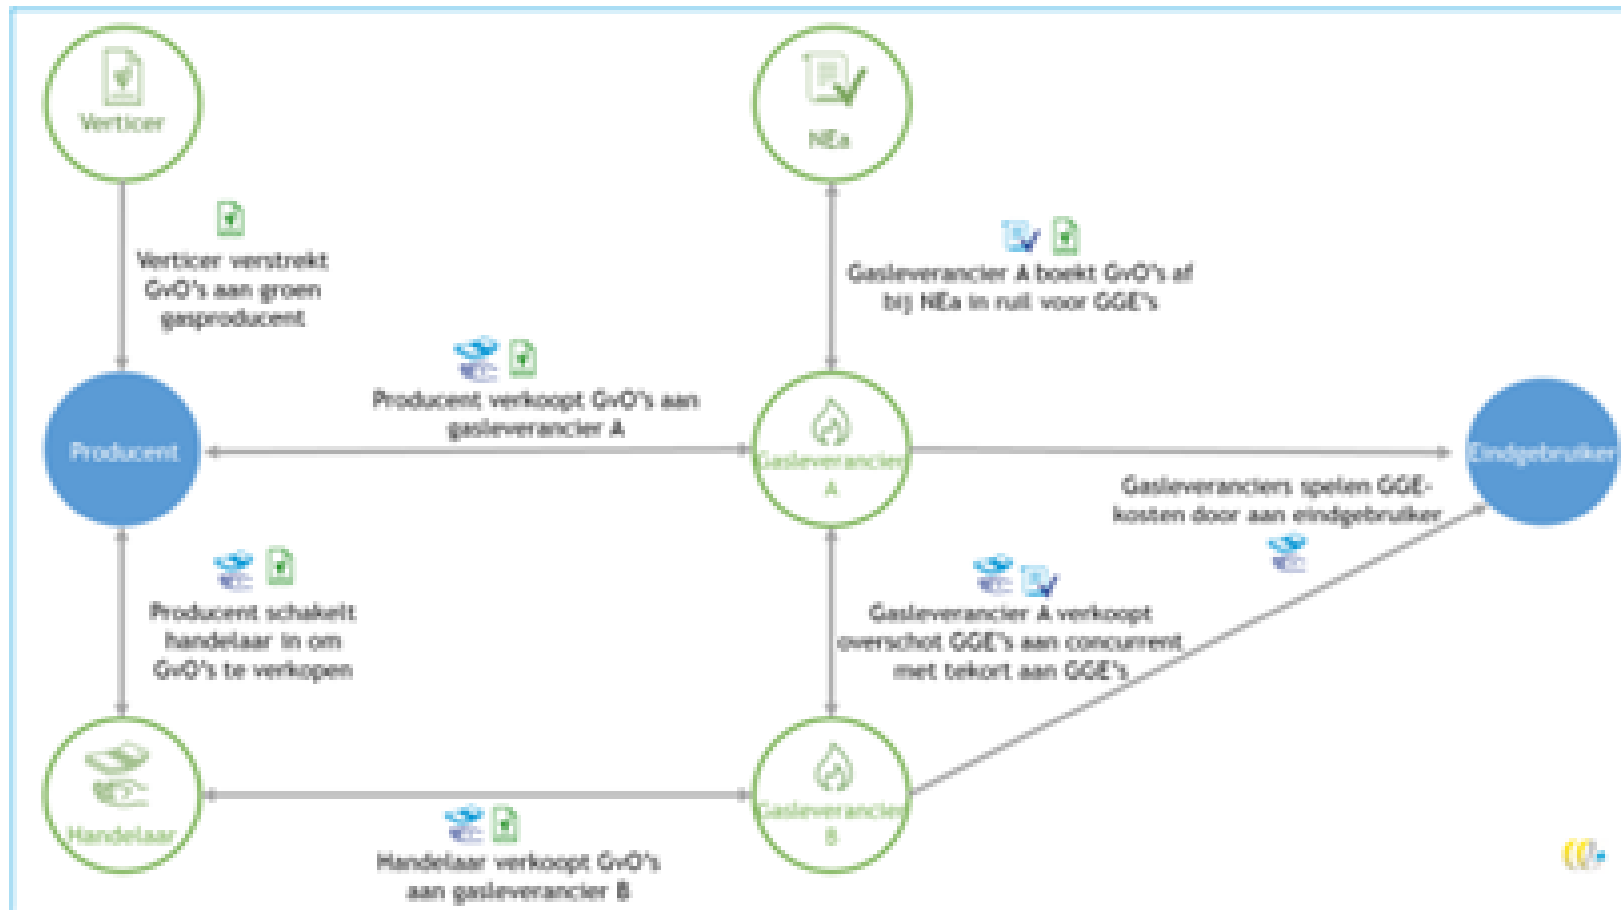 Verticer
NEa
Verticer verstrekt
GvO's aan groen
gasproducent
Gasleverancier A boekt GvO's af
bij NEa in ruil voor GGE's
Producent verkoopt GvO's aan
gasleverancier A
Producent
Gasleverancier
A
Eindgebruiker
Gasleveranciers spelen GGE-
kosten door aan eindgebruiker
Producent schakelt
handelaar in om
GvO's te verkopen
Gasleverancier A verkoopt
overschot GGE's aan concurrent
met tekort aan GGE's
Handelaar
Gasleverancier
B
Handelaar verkoopt GvO's
aan gasleverancier B